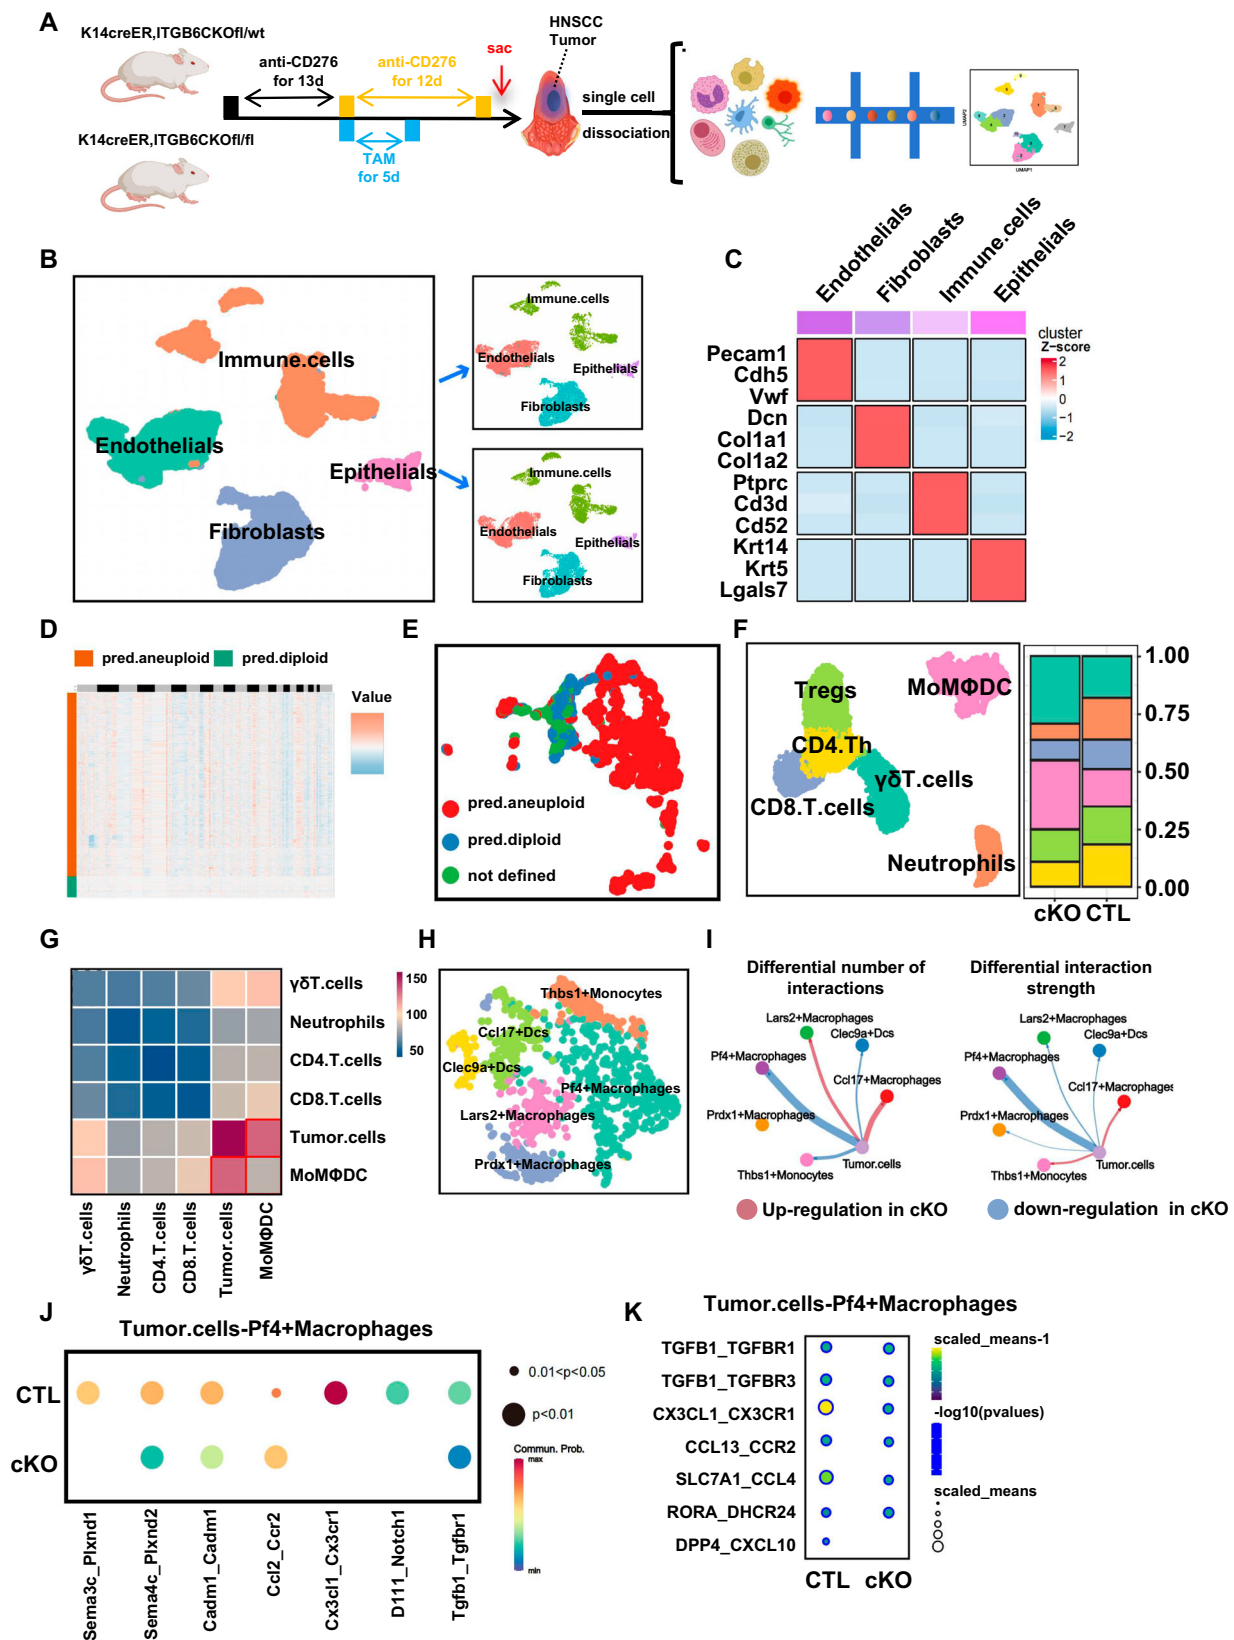 A
K14creER,ITGB6CKOfl/wt
K14creER,ITGB6CKOfl/fl
anti-CD276
for 13d
anti-CD276
for 12d
TAM
for 5d
sac
HNSCC
Tumor
single cell
dissociation
UMAP2
UMAP1
B
Immune.cells
Endothelials
Epithelials
Fibroblasts
Immune.cells
Endothelials
Epithelials
Fibroblasts
Immune.cells
Endothelials
Epithelials
Fibroblasts
C
Endothelials
Fibroblasts
Immune.cells
Epithelials
Pecam1
Cdh5
Vwf
Dcn
Col1a1
Col1a2
Ptprc
Cd3d
Cd52
Krt14
Krt5
Lgals7
cluster
Z-score
2
1
0
−1
−2
D
pred.aneuploid
pred.diploid
Value
E
pred.aneuploid
pred.diploid
not defined
F
Tregs
MoMΦDC
CD4.Th
γδT.cells
CD8.T.cells
Neutrophils
1.00
0.75
0.50
0.25
0.00
cKO CTL
G
γδT.cells
Neutrophils
CD4.T.cells
CD8.T.cells
Tumor.cells
MoMΦDC
γδT.cells
Neutrophils
CD4.T.cells
CD8.T.cells
Tumor.cells
MoMΦDC
150
100
50
H
Thbs1+Monocytes
Ccl17+Dcs
Clec9a+Dcs
Pf4+Macrophages
Lars2+Macrophages
Prdx1+Macrophages
I
Differential number of
interactions
Lars2+Macrophages
Clec9a+Dcs
Pf4+Macrophages
Ccl17+Macrophages
Prdx1+Macrophages
Thbs1+Monocytes
Tumor.cells
Differential interaction
strength
Lars2+Macrophages
Clec9a+Dcs
Pf4+Macrophages
Ccl17+Macrophages
Prdx1+Macrophages
Thbs1+Monocytes
Tumor.cells
Up-regulation in cKO
down-regulation in cKO
J
Tumor.cells-Pf4+Macrophages
CTL
cKO
Sema3c_Plxnd1
Sema4c_Plxnd2
Cadm1_Cadm1
Ccl2_Ccr2
Cx3cl1_Cx3cr1
D111_Notch1
Tgfb1_Tgfbr1
0.01<p<0.05
p<0.01
Commun. Prob.
max
min
K
Tumor.cells-Pf4+Macrophages
TGFB1_TGFBR1
TGFB1_TGFBR3
CX3CL1_CX3CR1
CCL13_CCR2
SLC7A1_CCL4
RORA_DHCR24
DPP4_CXCL10
CTL cKO
scaled_means-1
-log10(pvalues)
scaled_means